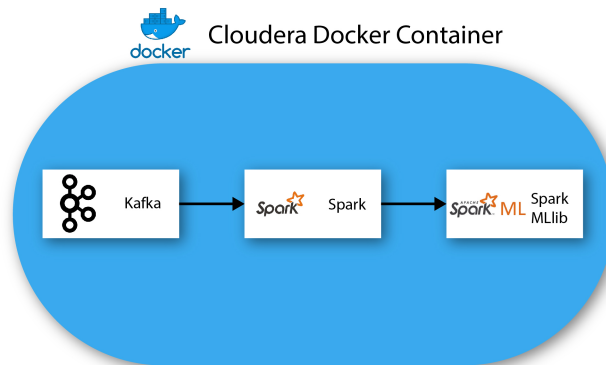 docker
Cloudera Docker Container
Kafka
Spark
Spark
APACHE
Spark ML
Spark
MLlib